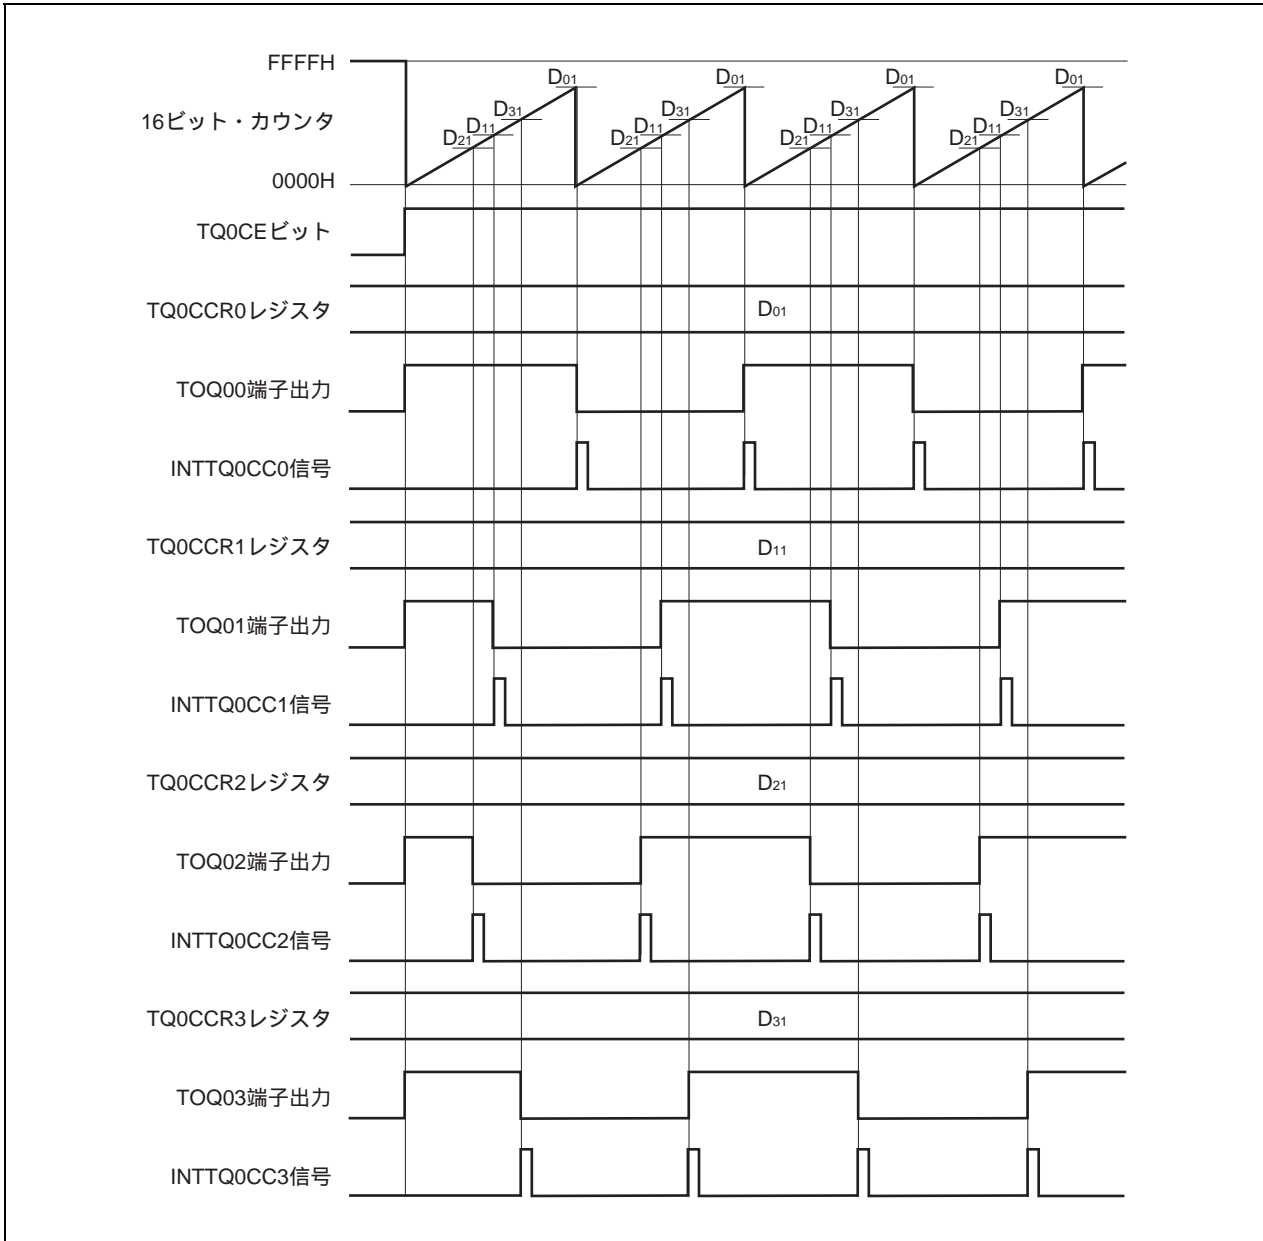 FFFFH
D01 D01 D01 D01
16ビット・カウンタ
D31 D31 D31 D31
D11 D11 D11 D11
D21 D21 D21 D21
0000H
TQ0CEビット
TQ0CCR0レジスタ D01
TOQ00端子出力
INTTQ0CC0信号
TQ0CCR1レジスタ D11
TOQ01端子出力
INTTQ0CC1信号
TQ0CCR2レジスタ D21
TOQ02端子出力
INTTQ0CC2信号
TQ0CCR3レジスタ D31
TOQ03端子出力
INTTQ0CC3信号